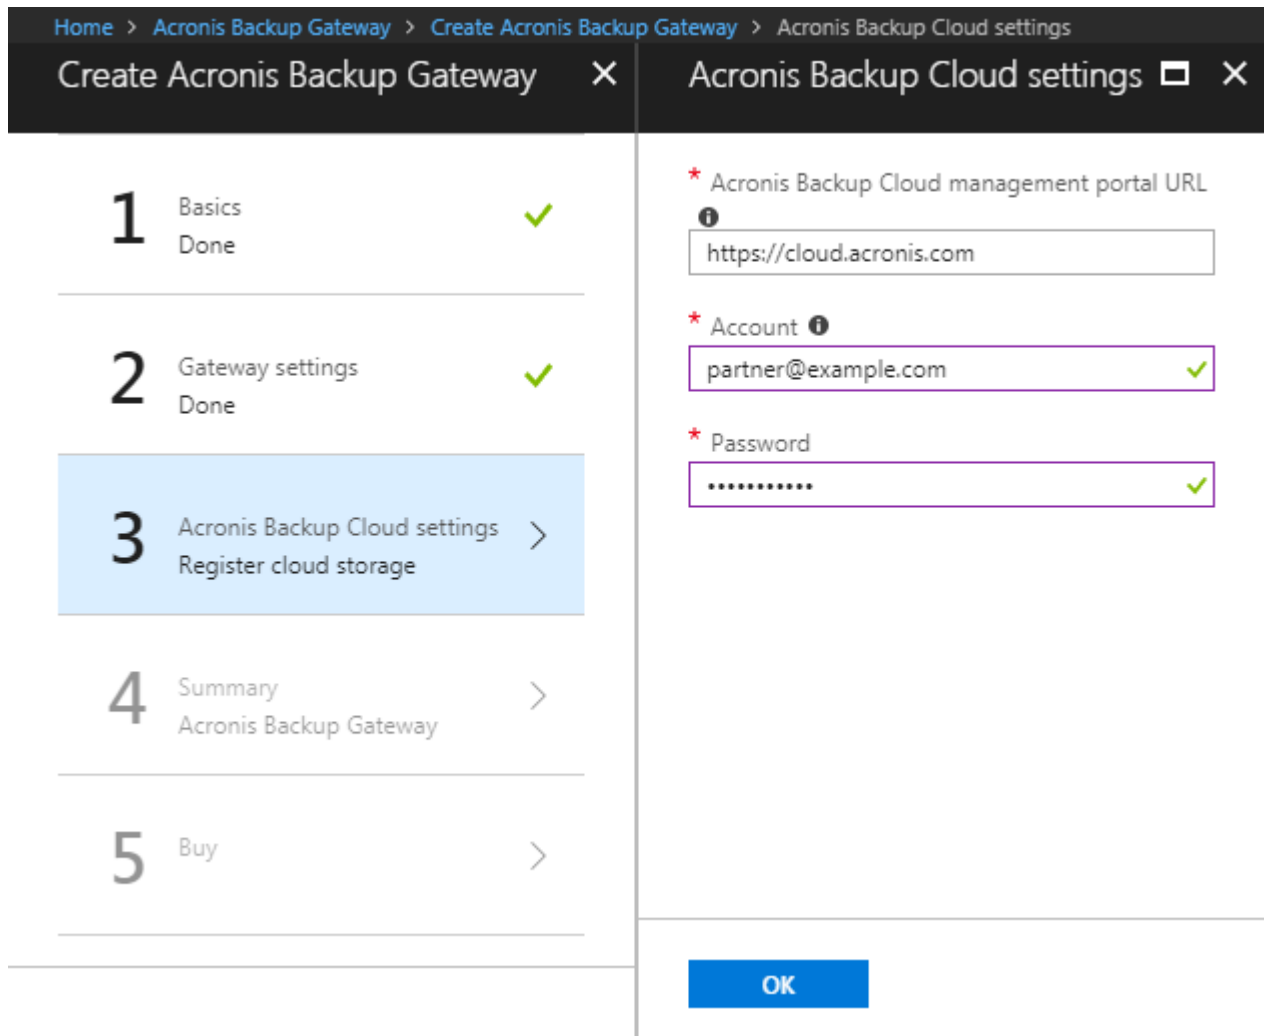 Home > Acronis Backup Gateway > Create Acronis Backup Gateway > Acronis Backup Cloud settings
Create Acronis Backup Gateway
1
Basics
Done
2
Gateway settings
Done
3
Acronis Backup Cloud settings
Register cloud storage
4
Summary
Acronis Backup Gateway
5
Buy
Acronis Backup Cloud settings
* Acronis Backup Cloud management portal URL
https://cloud.acronis.com
* Account
partner@example.com
* Password
•••••••••••
OK